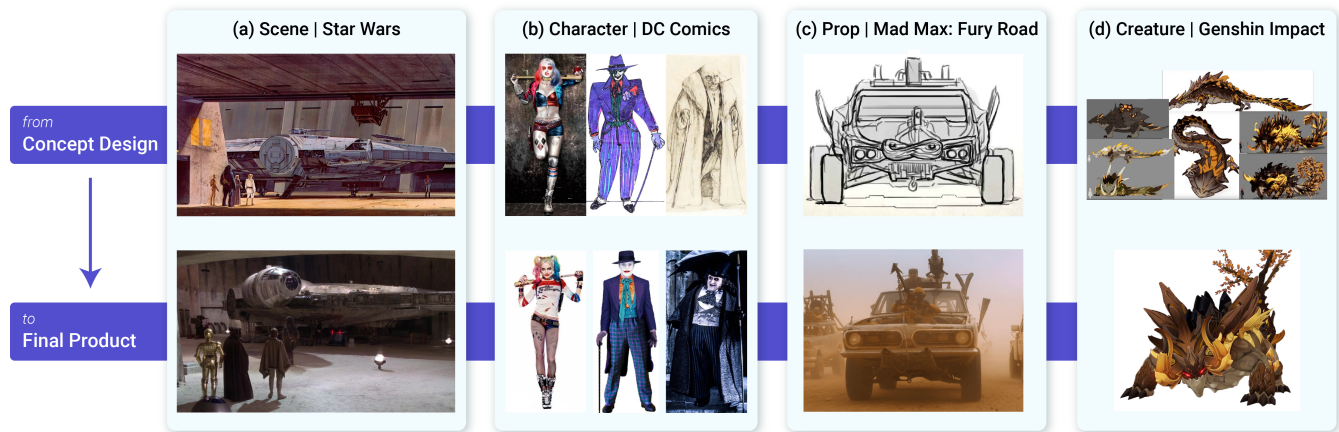 (a) Scene | Star Wars
(b) Character | DC Comics
(c) Prop | Mad Max: Fury Road
(d) Creature | Genshin Impact
from
Concept Design
to
Final Product